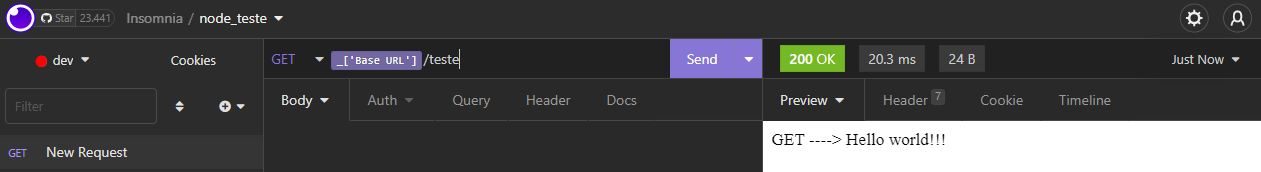 Star 23.441 Insomnia / node_teste
dev Cookies GET _['Base URL']/teste Send 200 OK 20.3 ms 24 B Just Now
Filter Body Auth Query Header Docs Preview Header 7 Cookie Timeline
GET New Request GET ----> Hello world!!!